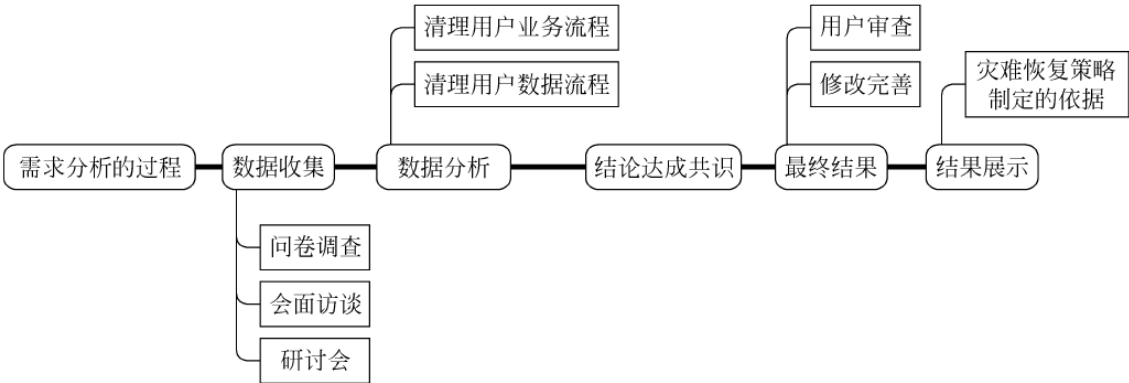 清理用户业务流程
清理用户数据流程
用户审查
修改完善
灾难恢复策略
制定的依据
需求分析的过程
数据收集
数据分析
结论达成共识
最终结果
结果展示
问卷调查
会面访谈
研讨会